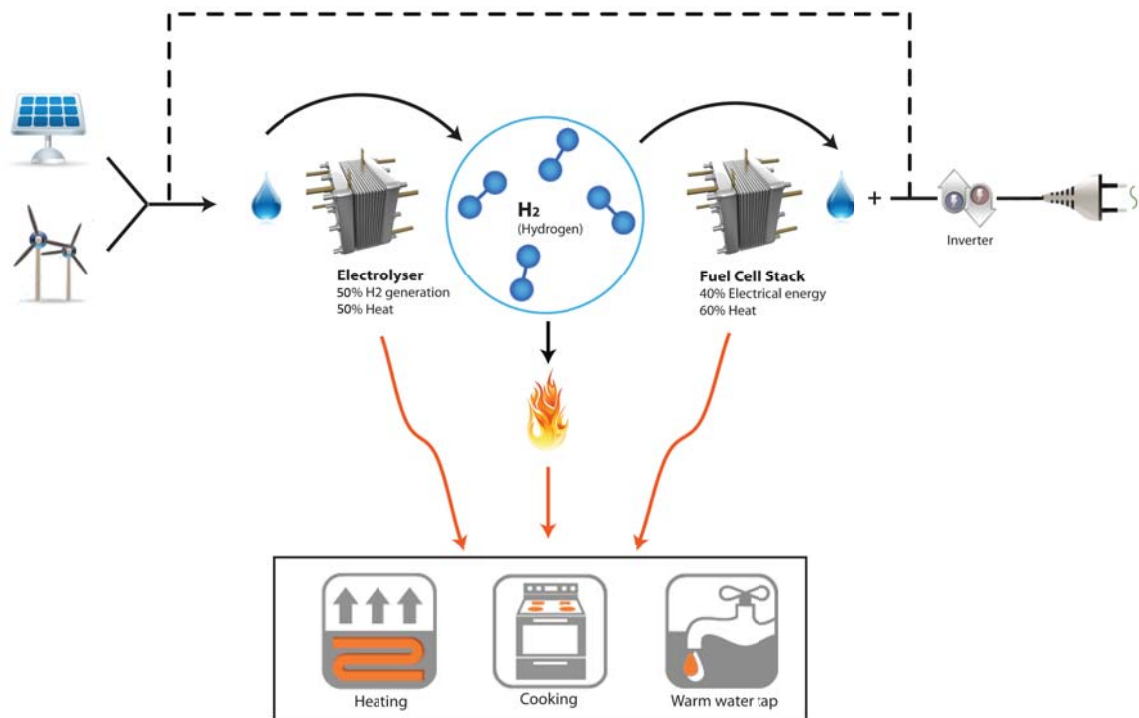 H2
(Hydrogen)
Inverter
Electrolyser
50% H2 generation
50% Heat
Fuel Cell Stack
40% Electrical energy
60% Heat
+
Heating
Cooking
Warm water tap